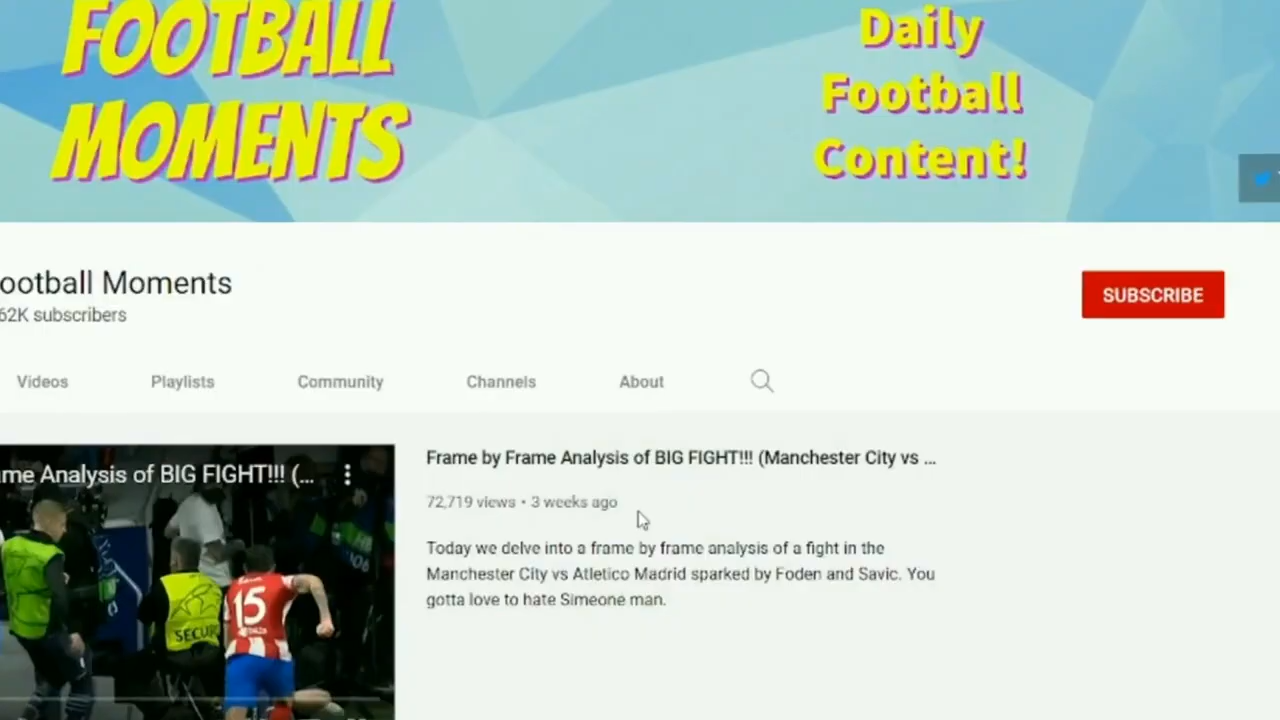 FOOTBALL
MOMENTS
Daily
Football
Content!
ootball Moments
62K subscribers
SUBSCRIBE
Videos
Playlists
Community
Channels
About
me Analysis of BIG FIGHT!!! (...
15
SECURI
Frame by Frame Analysis of BIG FIGHT!!! (Manchester City vs ...
72,719 views • 3 weeks ago
Today we delve into a frame by frame analysis of a fight in the
Manchester City vs Atletico Madrid sparked by Foden and Savic. You
gotta love to hate Simeone man.